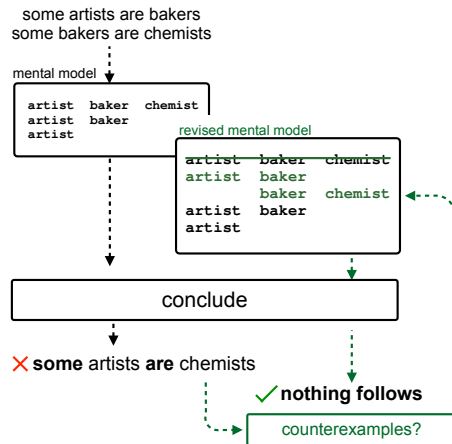 some artists are bakers
some bakers are chemists
mental model
artist baker chemist
artist baker
artist
revised mental model
artist baker chemist
artist baker
baker chemist
artist baker
artist
conclude
some artists are chemists
nothing follows
counterexamples?